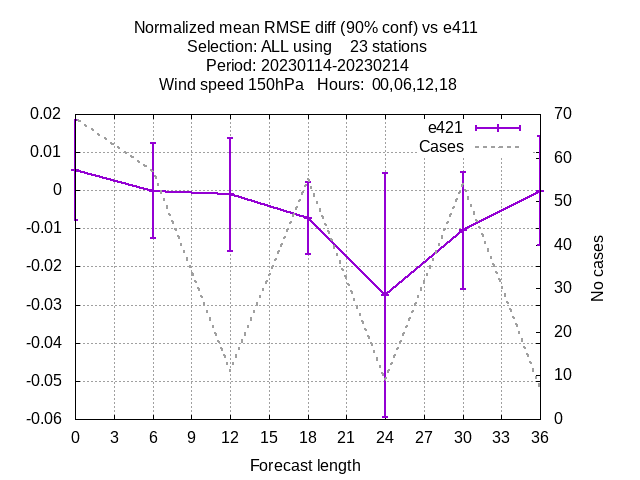 Normalized mean RMSE diff (90% conf) vs e411
Selection: ALL using    23 stations
Period: 20230114-20230214
Wind speed 150hPa   Hours:  00,06,12,18
e421
Cases
0.02
0.01
0
-0.01
-0.02
-0.03
-0.04
-0.05
-0.06
70
60
50
40
30
20
10
0
No cases
0 3 6 9 12 15 18 21 24 27 30 33 36
Forecast length